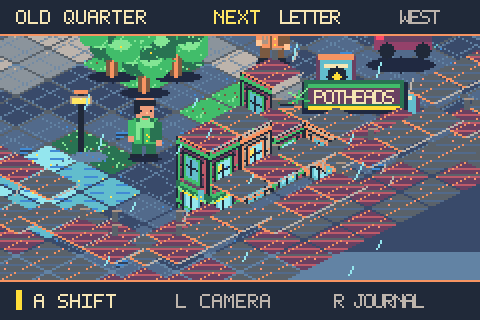 OLD QUARTER NEXT LETTER WEST
POTHEADS
A SHIFT L CAMERA R JOURNAL